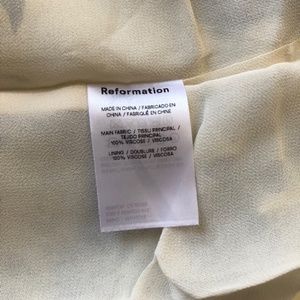 Reformation
MADE IN CHINA / FABRICADO EN
CHINA / FABRIQUÉ EN CHINE
MAIN FABRIC / TISSU PRINCIPAL /
TEJIDO PRINCIPAL
100% VISCOSE / VISCOSA
LINING / DOUBLURE / FORRO
100% VISCOSE / VISCOSA